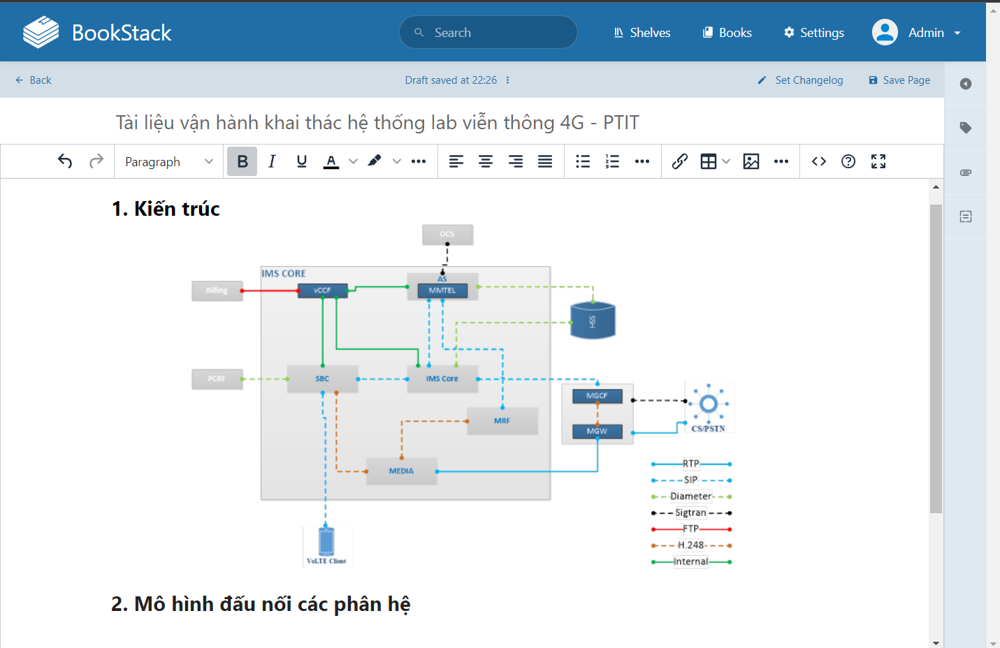 BookStack
Search
Shelves
Books
Settings
Admin
Back
Draft saved at 22:26
Set Changelog
Save Page
Tài liệu vận hành khai thác hệ thống lab viễn thông 4G - PTIT
Paragraph
B I U A
1. Kiến trúc
OCS
IMS CORE
AS
Billing
vCCF
MMTEL
HSS
PCRF
SBC
IMS Core
MGCF
MRF
MGW
CS/PSTN
MEDIA
RTP
SIP
Diameter
Sigtran
FTP
H.248
Internal
VoLTE Client
2. Mô hình đấu nối các phân hệ